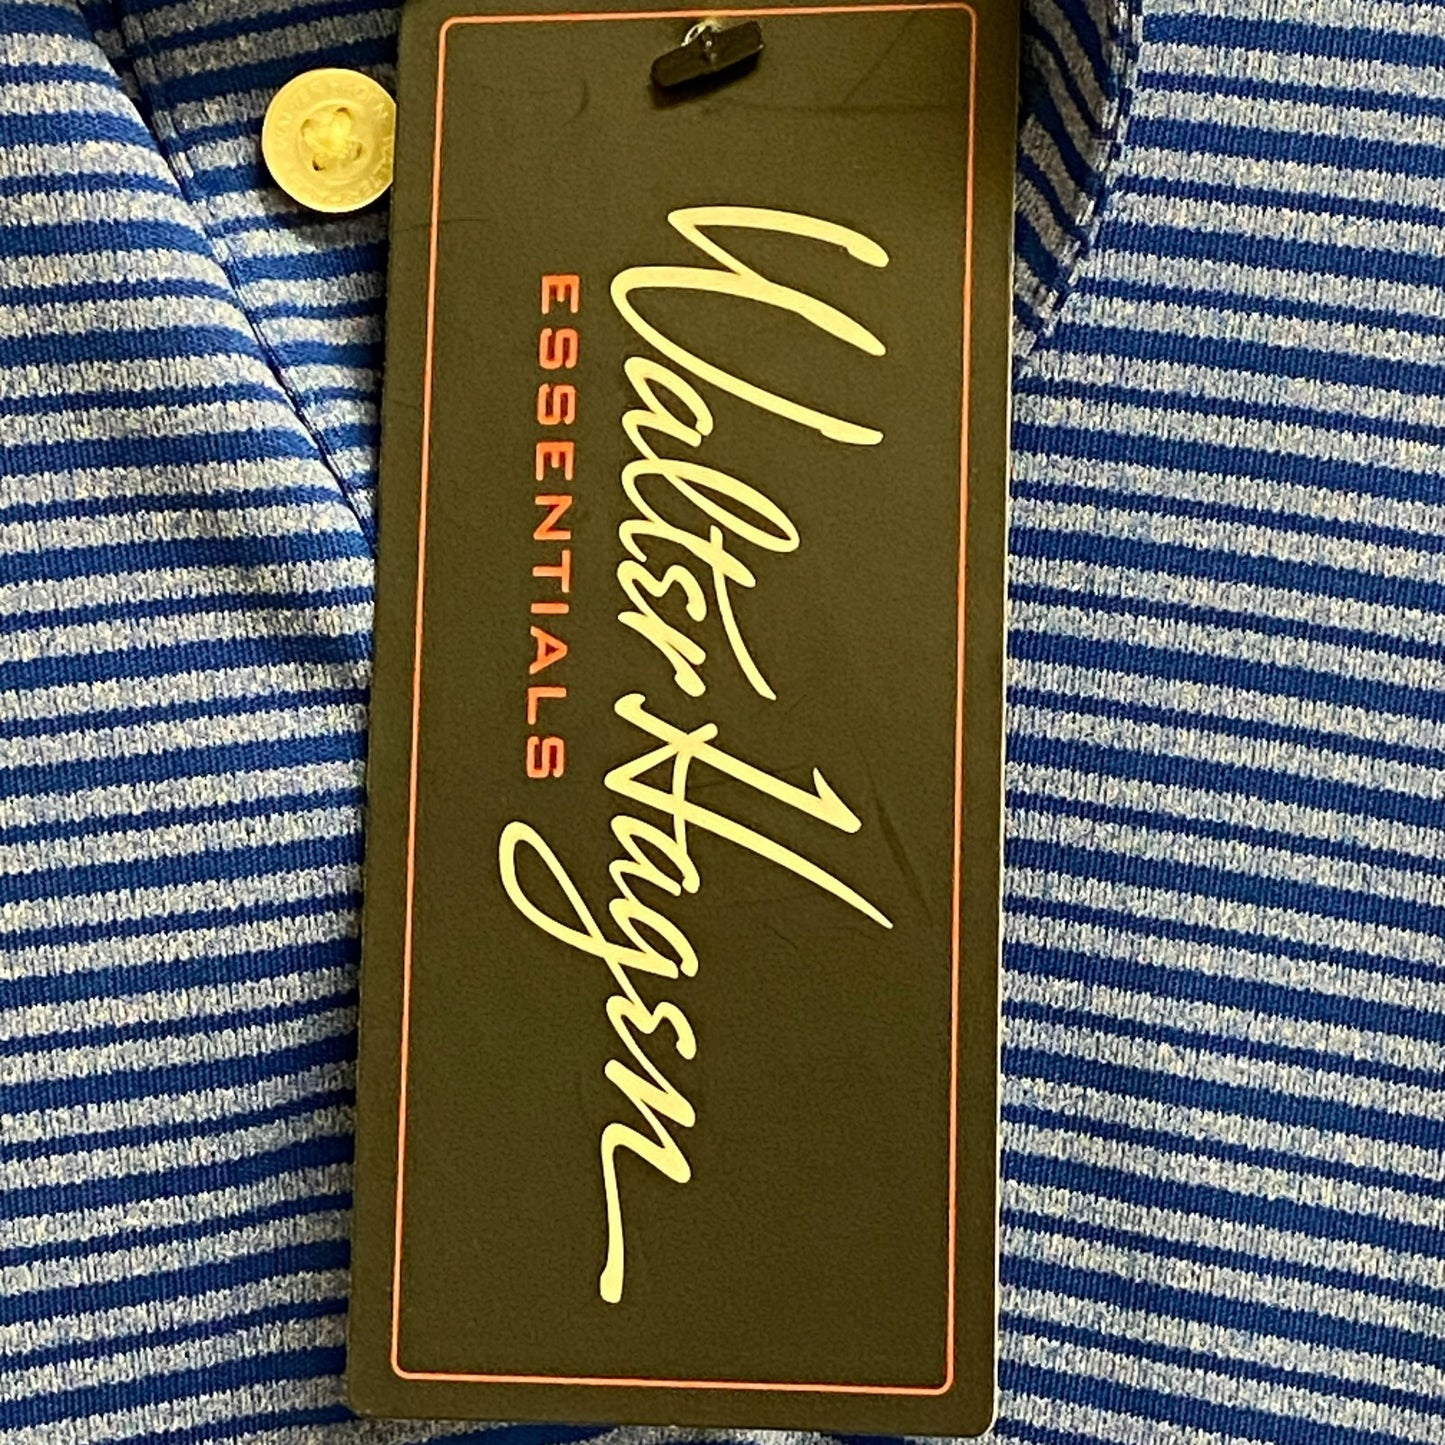 Walter Hagen
ESSENTIALS